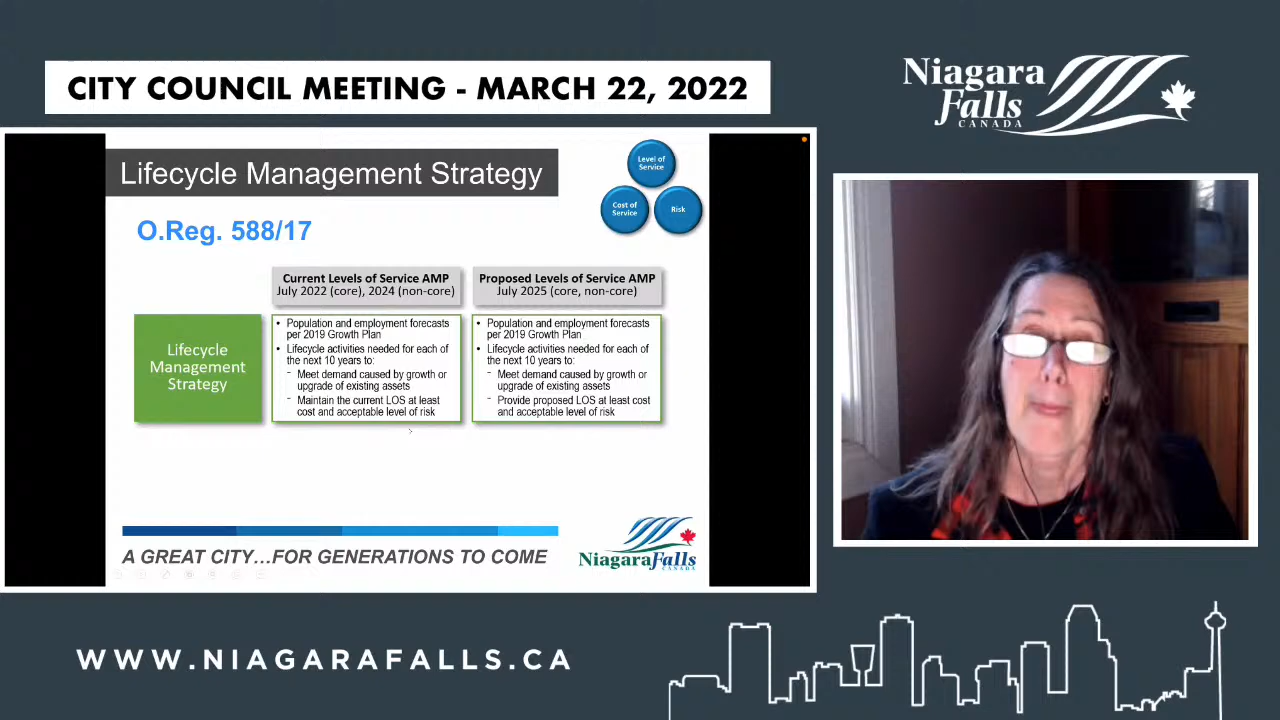 CITY COUNCIL MEETING - MARCH 22, 2022
Niagara
Falls
CANADA
Lifecycle Management Strategy
Level of
Service
Cost of
Service
Risk
O.Reg. 588/17
Current Levels of Service AMP
July 2022 (core), 2024 (non-core)
Proposed Levels of Service AMP
July 2025 (core, non-core)
Lifecycle
Management
Strategy
• Population and employment forecasts
per 2019 Growth Plan
• Lifecycle activities needed for each of
the next 10 years to:
- Meet demand caused by growth or
upgrade of existing assets
- Maintain the current LOS at least
cost and acceptable level of risk
• Population and employment forecasts
per 2019 Growth Plan
• Lifecycle activities needed for each of
the next 10 years to:
- Meet demand caused by growth or
upgrade of existing assets
- Provide proposed LOS at least cost
and acceptable level of risk
A GREAT CITY...FOR GENERATIONS TO COME
NiagaraFalls
CANADA
WWW.NIAGARAFALLS.CA